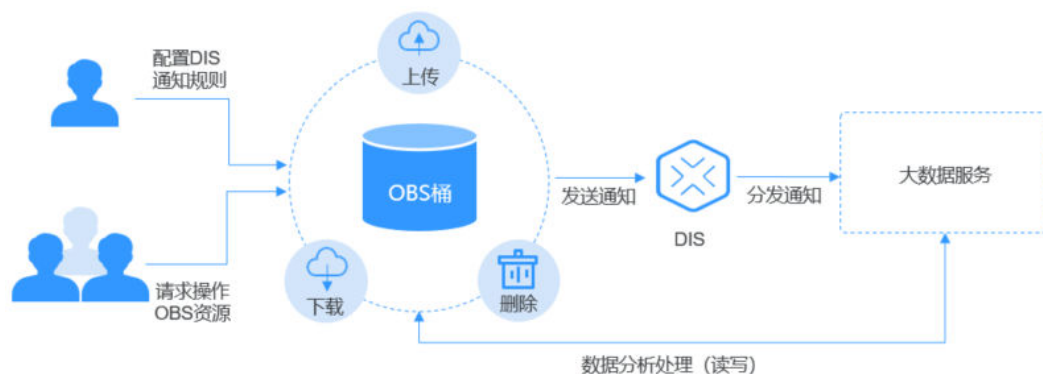 配置DIS
通知规则
请求操作
OBS资源
上传
OBS桶
下载
删除
发送通知
DIS
分发通知
大数据服务
数据分析处理（读写）